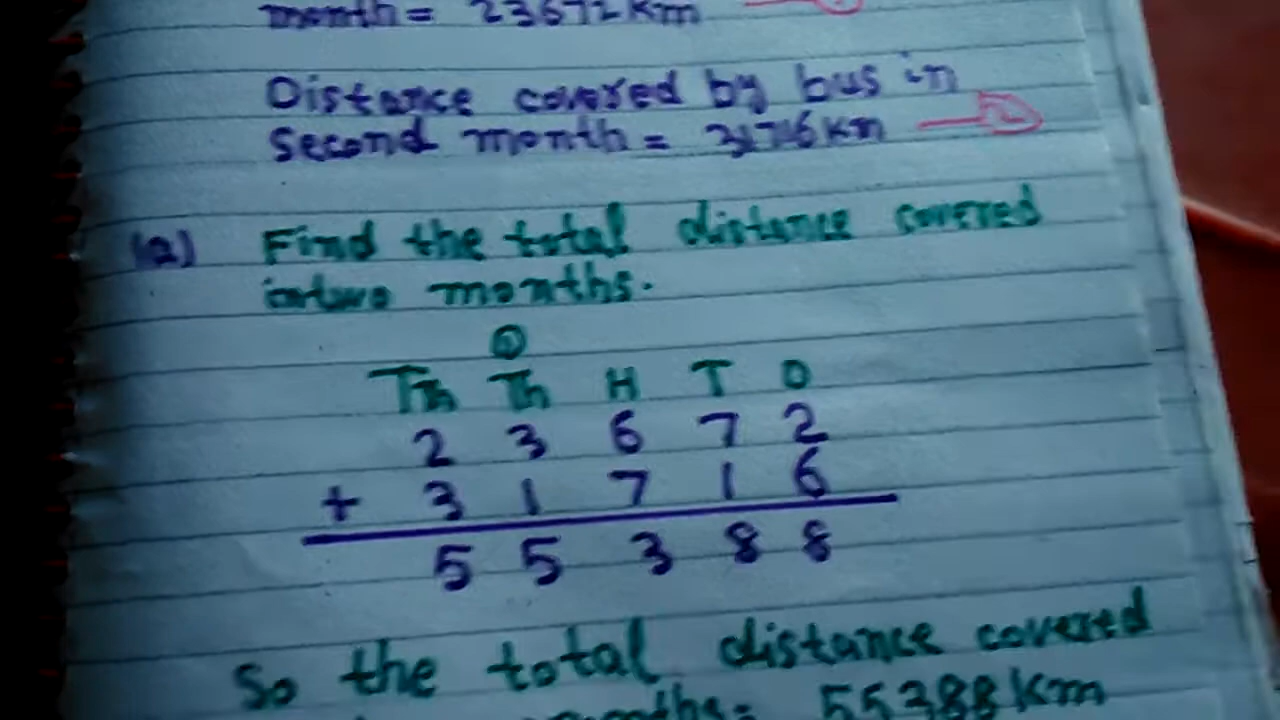 month = 23672 Km
Distance covered by bus in
Second month = 31716 Km
(2) Find the total distance covered
in two months.
①
TTh Th H T O
2 3 6 7 2
+ 3 1 7 1 6
5 5 3 8 8
So the total distance covered
months = 55388 Km